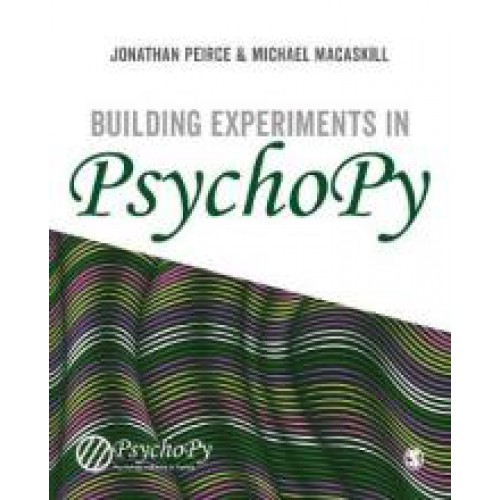 JONATHAN PEIRCE & MICHAEL MACASKILL
BUILDING EXPERIMENTS IN
PsychoPy
PsychoPy